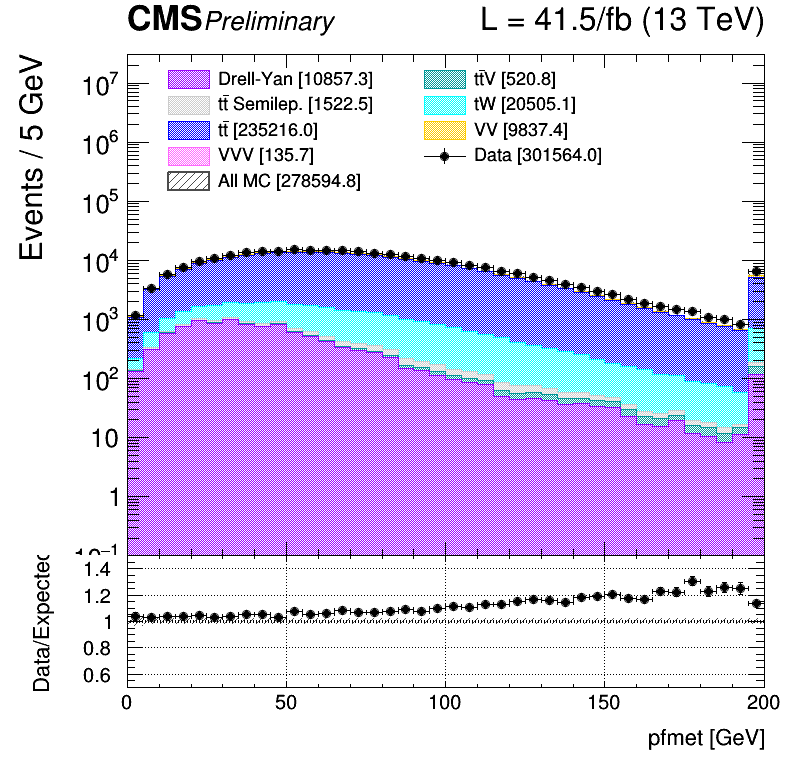 CMS Preliminary L = 41.5/fb (13 TeV)
Events / 5 GeV
Drell-Yan [10857.3]
tt̄ Semilep. [1522.5]
tt̄ [235216.0]
VVV [135.7]
All MC [278594.8]
tt̄V [520.8]
tW [20505.1]
VV [9837.4]
Data [301564.0]
10⁷
10⁶
10⁵
10⁴
10³
10²
10
1
10⁻¹
Data/Expected
1.4
1.2
1
0.8
0.6
0 50 100 150 200
pfmet [GeV]